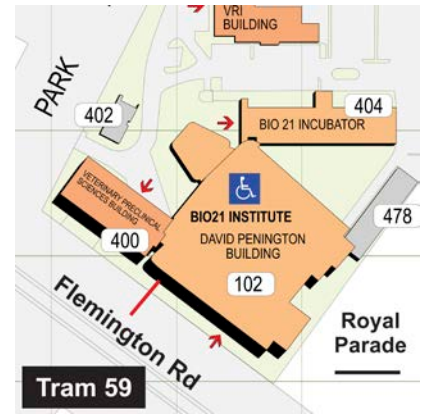 VRI
BUILDING
PARK
402
404
BIO 21 INCUBATOR
VETERINARY PRECLINICAL
SCIENCES BUILDING
BIO21 INSTITUTE
DAVID PENINGTON
BUILDING
478
400
102
Flemington Rd
Royal
Parade
Tram 59